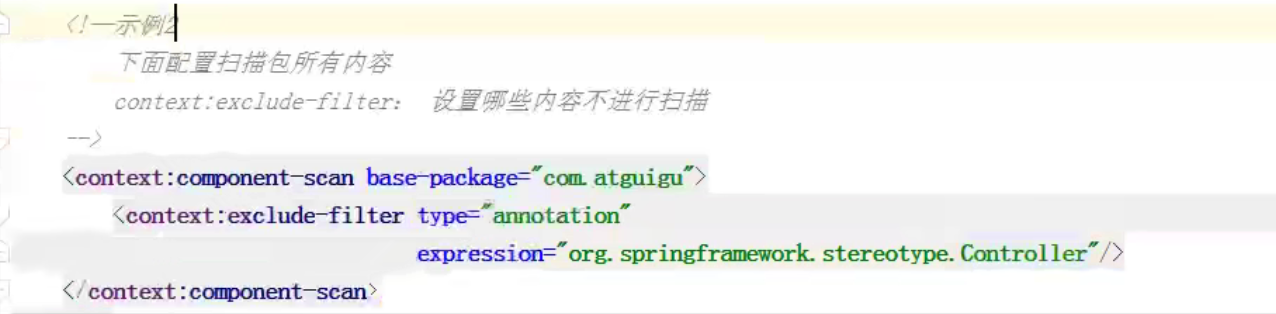 <!--示例2
下面配置扫描包所有内容
context:exclude-filter： 设置哪些内容不进行扫描
-->
<context:component-scan base-package="com.atguigu">
<context:exclude-filter type="annotation"
expression="org.springframework.stereotype.Controller"/>
</context:component-scan>